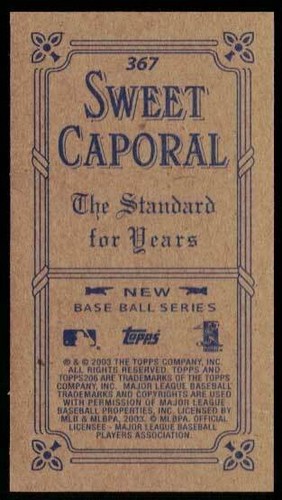 367
SWEET
CAPORAL
The Standard
for Years
NEW
BASE BALL SERIES
Topps
® & © 2003 THE TOPPS COMPANY, INC.
ALL RIGHTS RESERVED. TOPPS AND
TOPPS206 ARE TRADEMARKS OF THE TOPPS
COMPANY, INC. MAJOR LEAGUE BASEBALL
TRADEMARKS AND COPYRIGHTS ARE USED
WITH PERMISSION OF MAJOR LEAGUE
BASEBALL PROPERTIES, INC. LICENSED BY
MLB & MLBPA, 2003. © MLBPA, OFFICIAL
LICENSEE - MAJOR LEAGUE BASEBALL
PLAYERS ASSOCIATION.